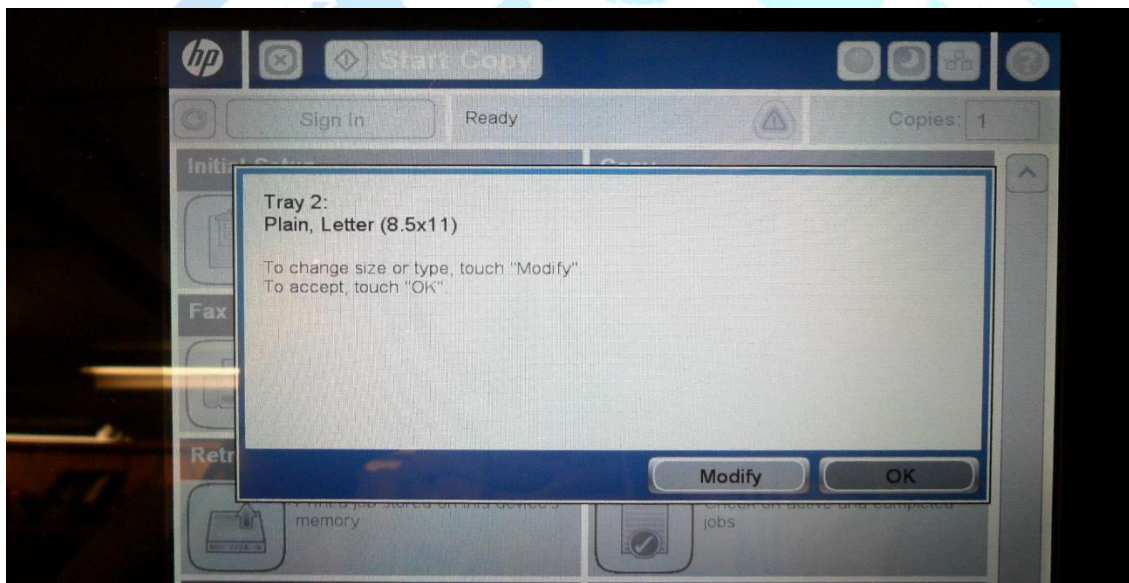 hp
Start Copy
Sign In
Ready
Copies: 1
Tray 2:
Plain, Letter (8.5x11)
To change size or type, touch "Modify".
To accept, touch "OK".
Fax
Retr
Modify
OK
memory
jobs